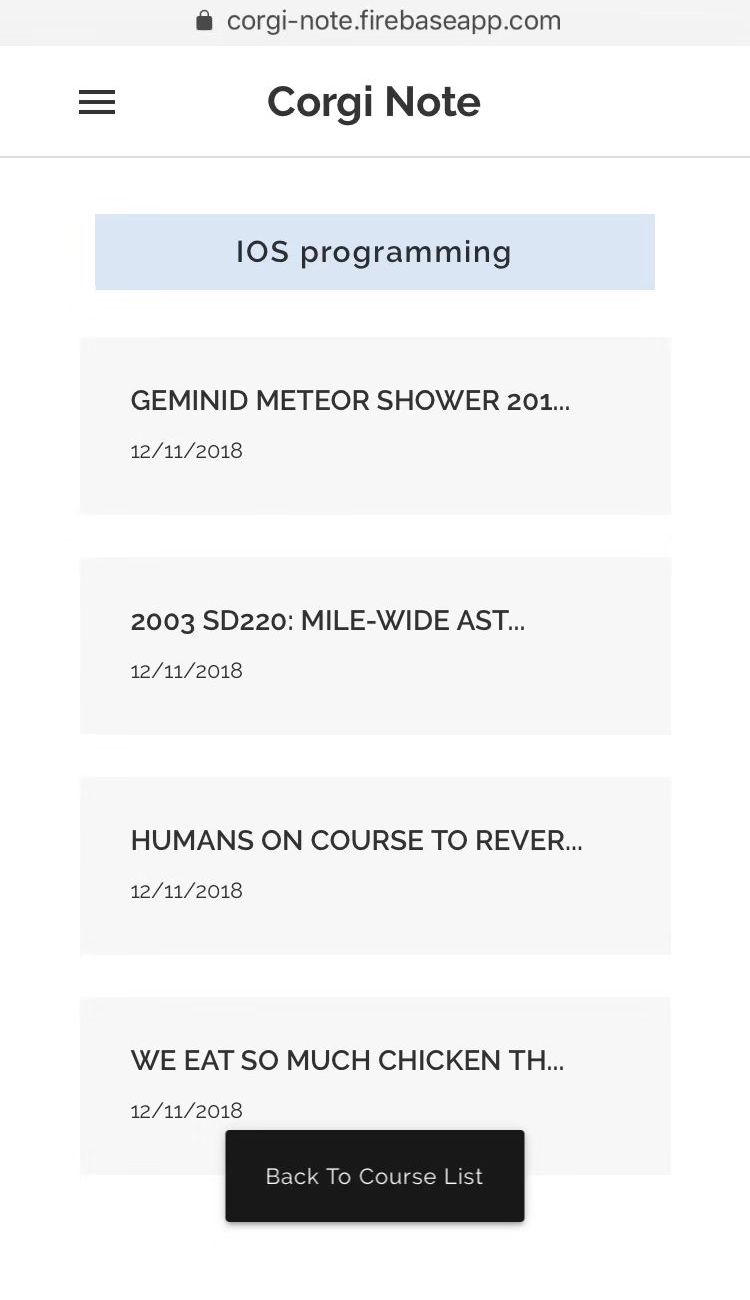 corgi-note.firebaseapp.com
Corgi Note
IOS programming
GEMINID METEOR SHOWER 201...
12/11/2018
2003 SD220: MILE-WIDE AST...
12/11/2018
HUMANS ON COURSE TO REVER...
12/11/2018
WE EAT SO MUCH CHICKEN TH...
12/11/2018
Back To Course List